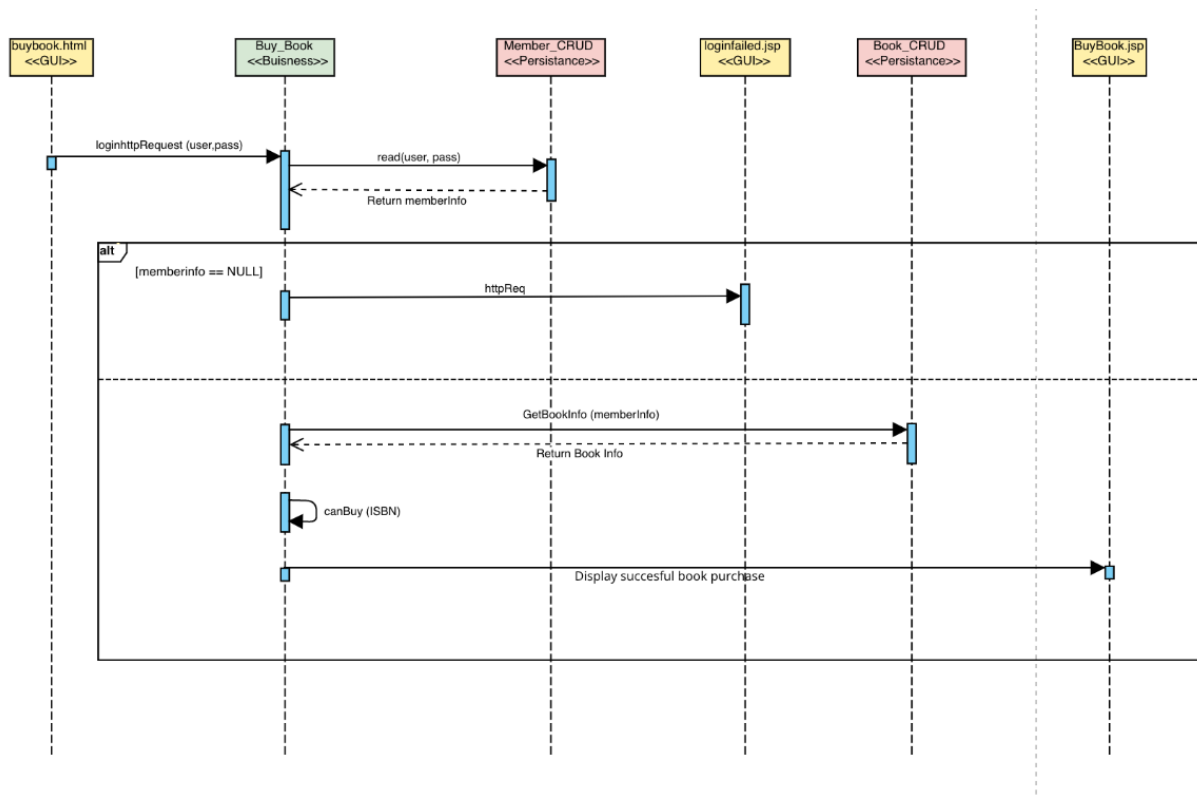 buybook.html
<<GUI>>
Buy_Book
<<Buisness>>
Member_CRUD
<<Persistance>>
loginfailed.jsp
<<GUI>>
Book_CRUD
<<Persistance>>
BuyBook.jsp
<<GUI>>
loginhttpRequest (user,pass)
read(user, pass)
Return memberInfo
alt
[memberinfo == NULL]
httpReq
GetBookInfo (memberInfo)
Return Book Info
canBuy (ISBN)
Display succesful book purchase